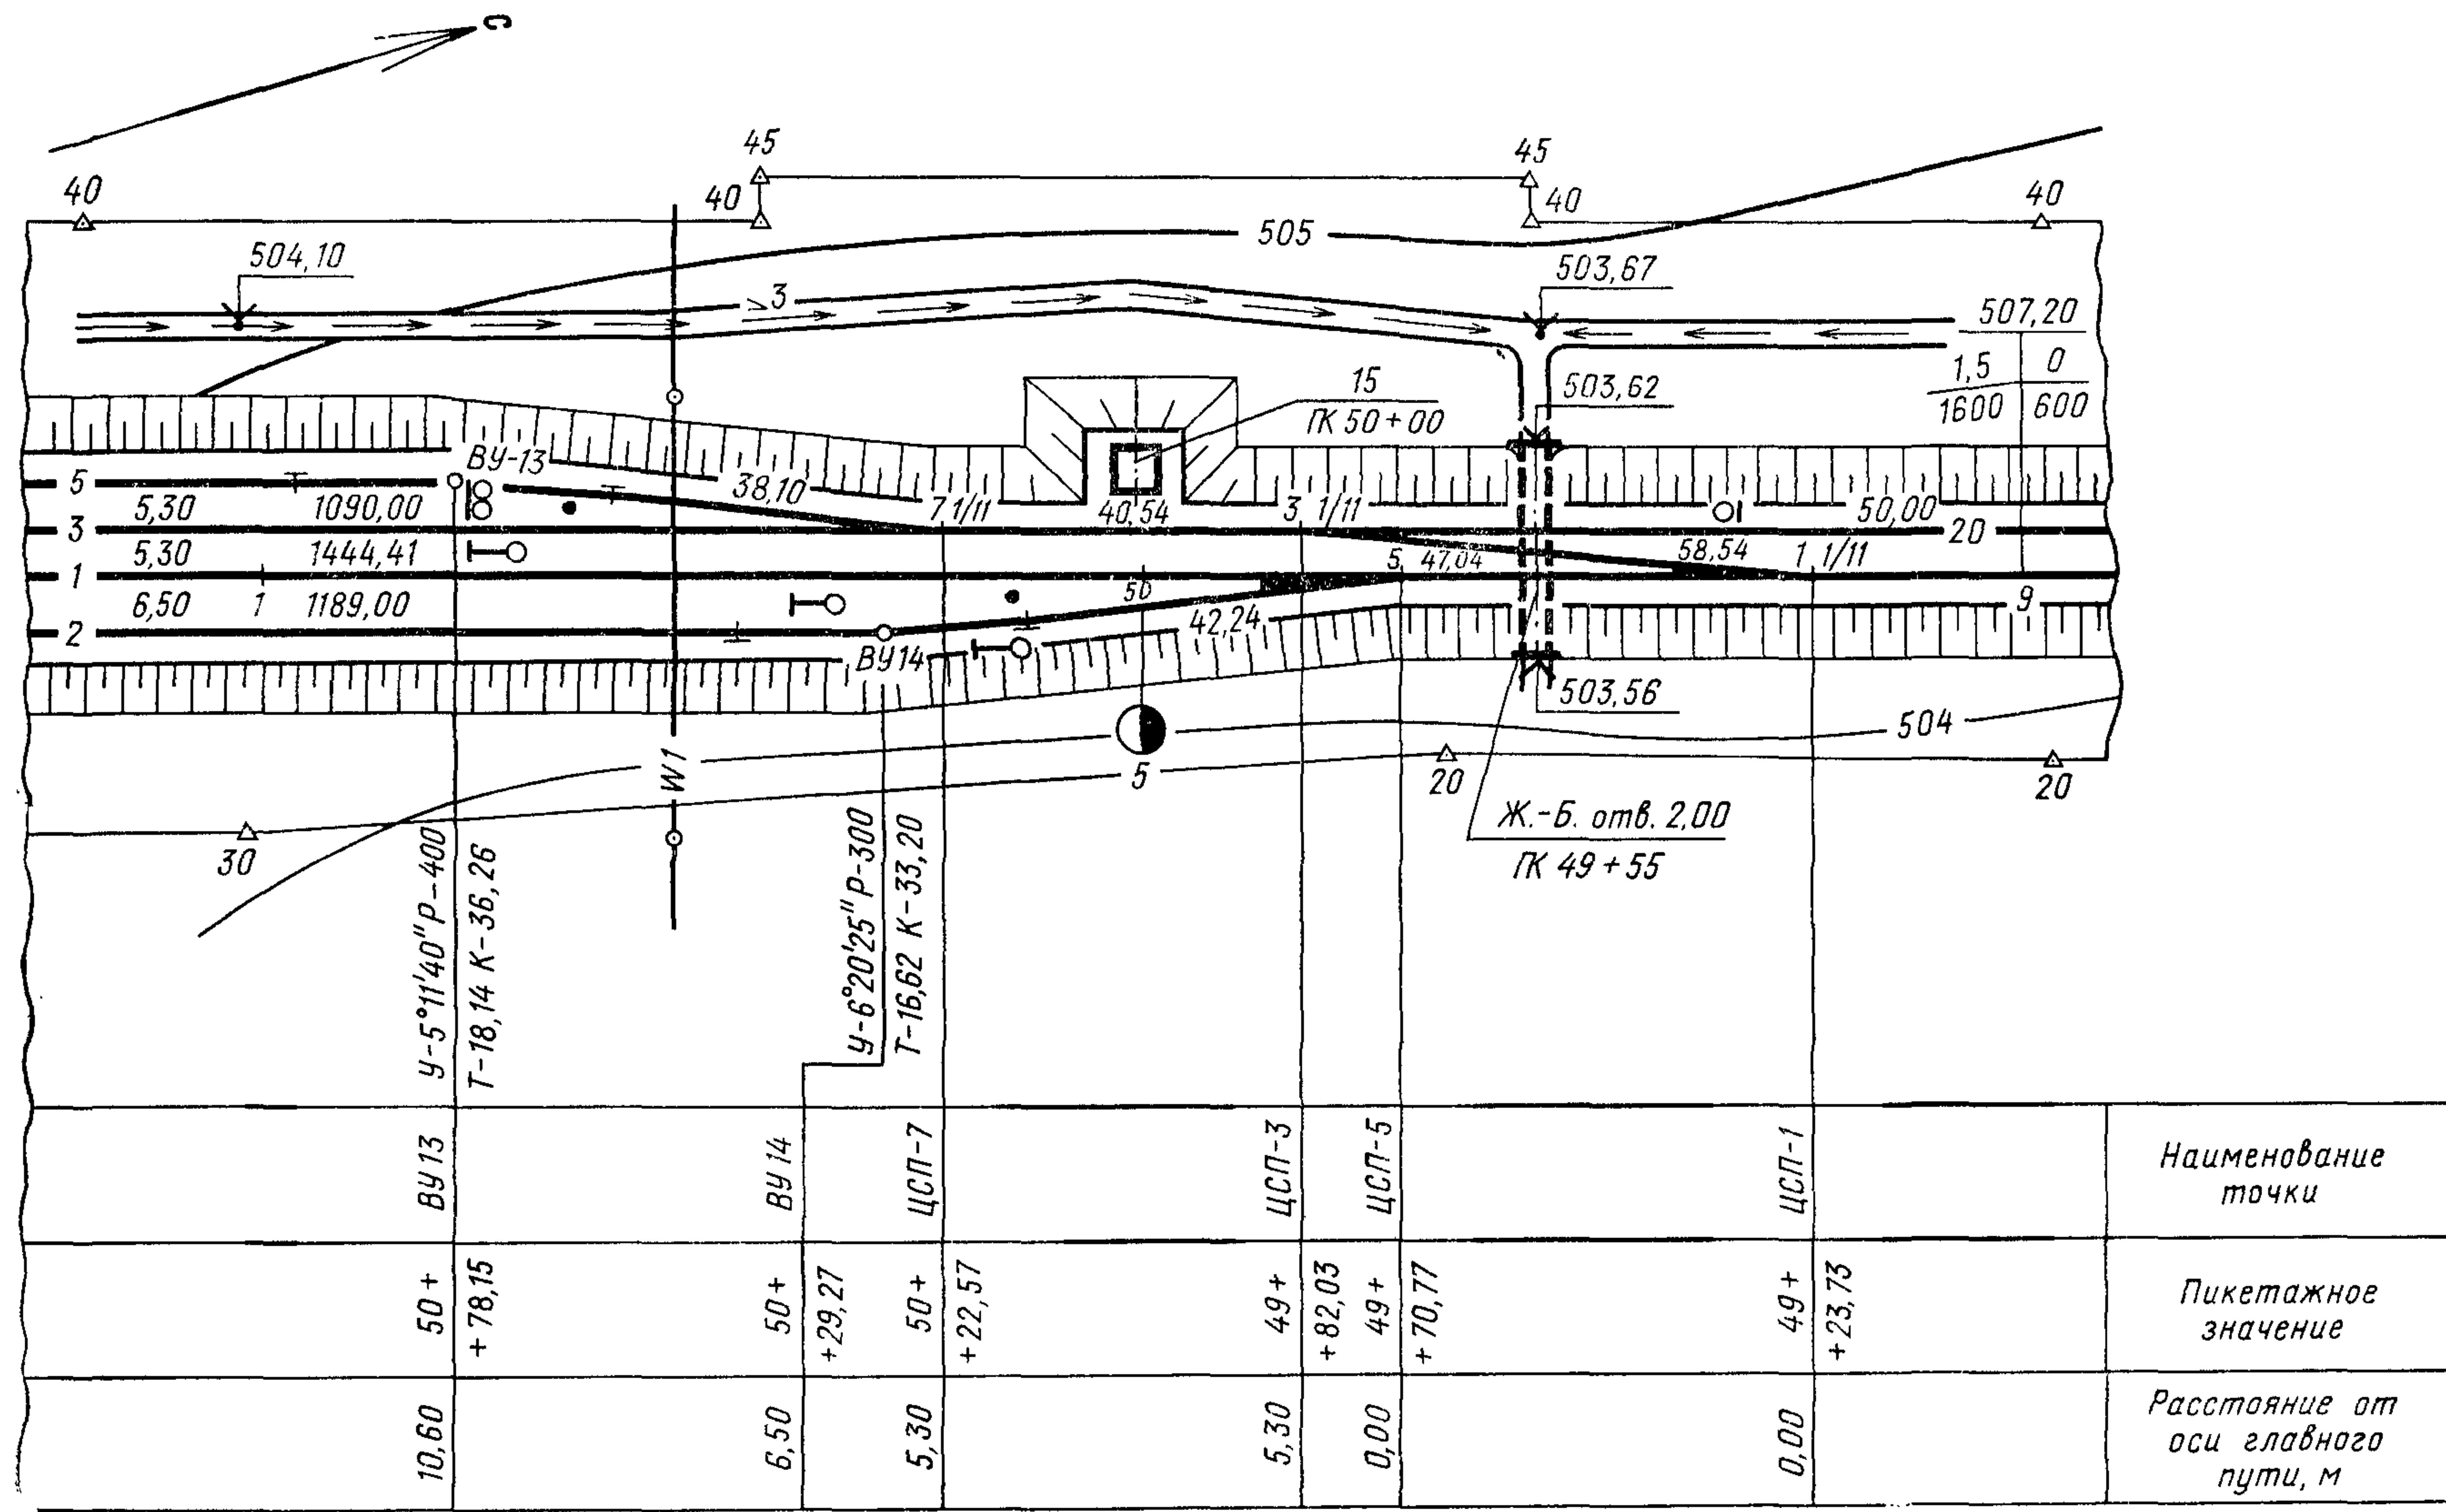 С
45
45
40
40
40
40
504,10
505
503,67
3
507,20
1,5
0
1600
600
15
ПК 50+00
503,62
ВУ-13
5
38,10
5,30
1090,00
7 1/11
40,54
3 1/11
50,00
3
20
5,30
1444,41
5
47,04
58,54
1 1/11
1
50
6,50
1
1189,00
9
2
42,24
ВУ14
503,56
504
W1
5
20
20
30
Ж.-Б. отв. 2,00
ПК 49+55
У-5°11'40" Р-400
Т-18,14 К-36,26
У-6°20'25" Р-300
Т-16,62 К-33,20
ВУ13
ВУ14
ЦСП-7
ЦСП-3
ЦСП-5
ЦСП-1
Наименование
точки
50+
+78,15
50+
+29,27
50+
+22,57
49+
+82,03
49+
+70,77
49+
+23,73
Пикетажное
значение
10,60
6,50
5,30
5,30
0,00
0,00
Расстояние от
оси главного
пути, м